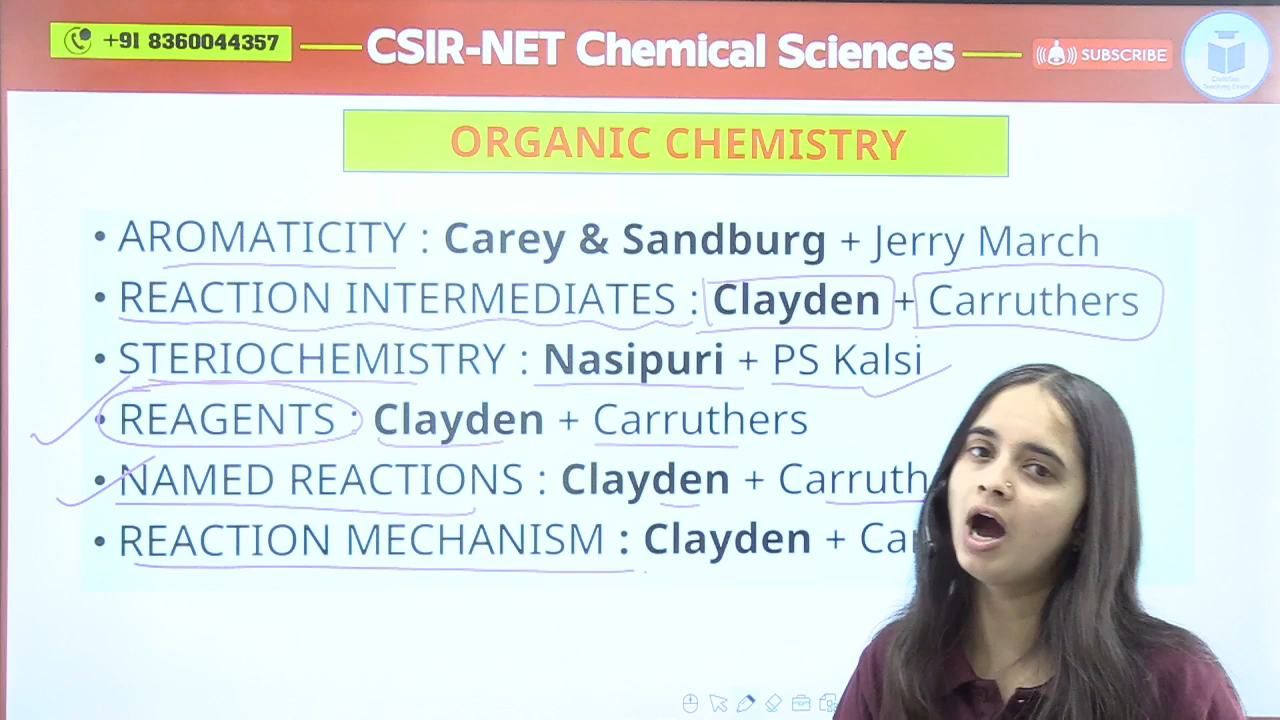 +91 8360044357
CSIR-NET Chemical Sciences
SUBSCRIBE
ORGANIC CHEMISTRY
• AROMATICITY : Carey & Sandburg + Jerry March
• REACTION INTERMEDIATES : Clayden + Carruthers
• STERIOCHEMISTRY : Nasipuri + PS Kalsi
• REAGENTS : Clayden + Carruthers
• NAMED REACTIONS : Clayden + Carruth
• REACTION MECHANISM : Clayden + Car